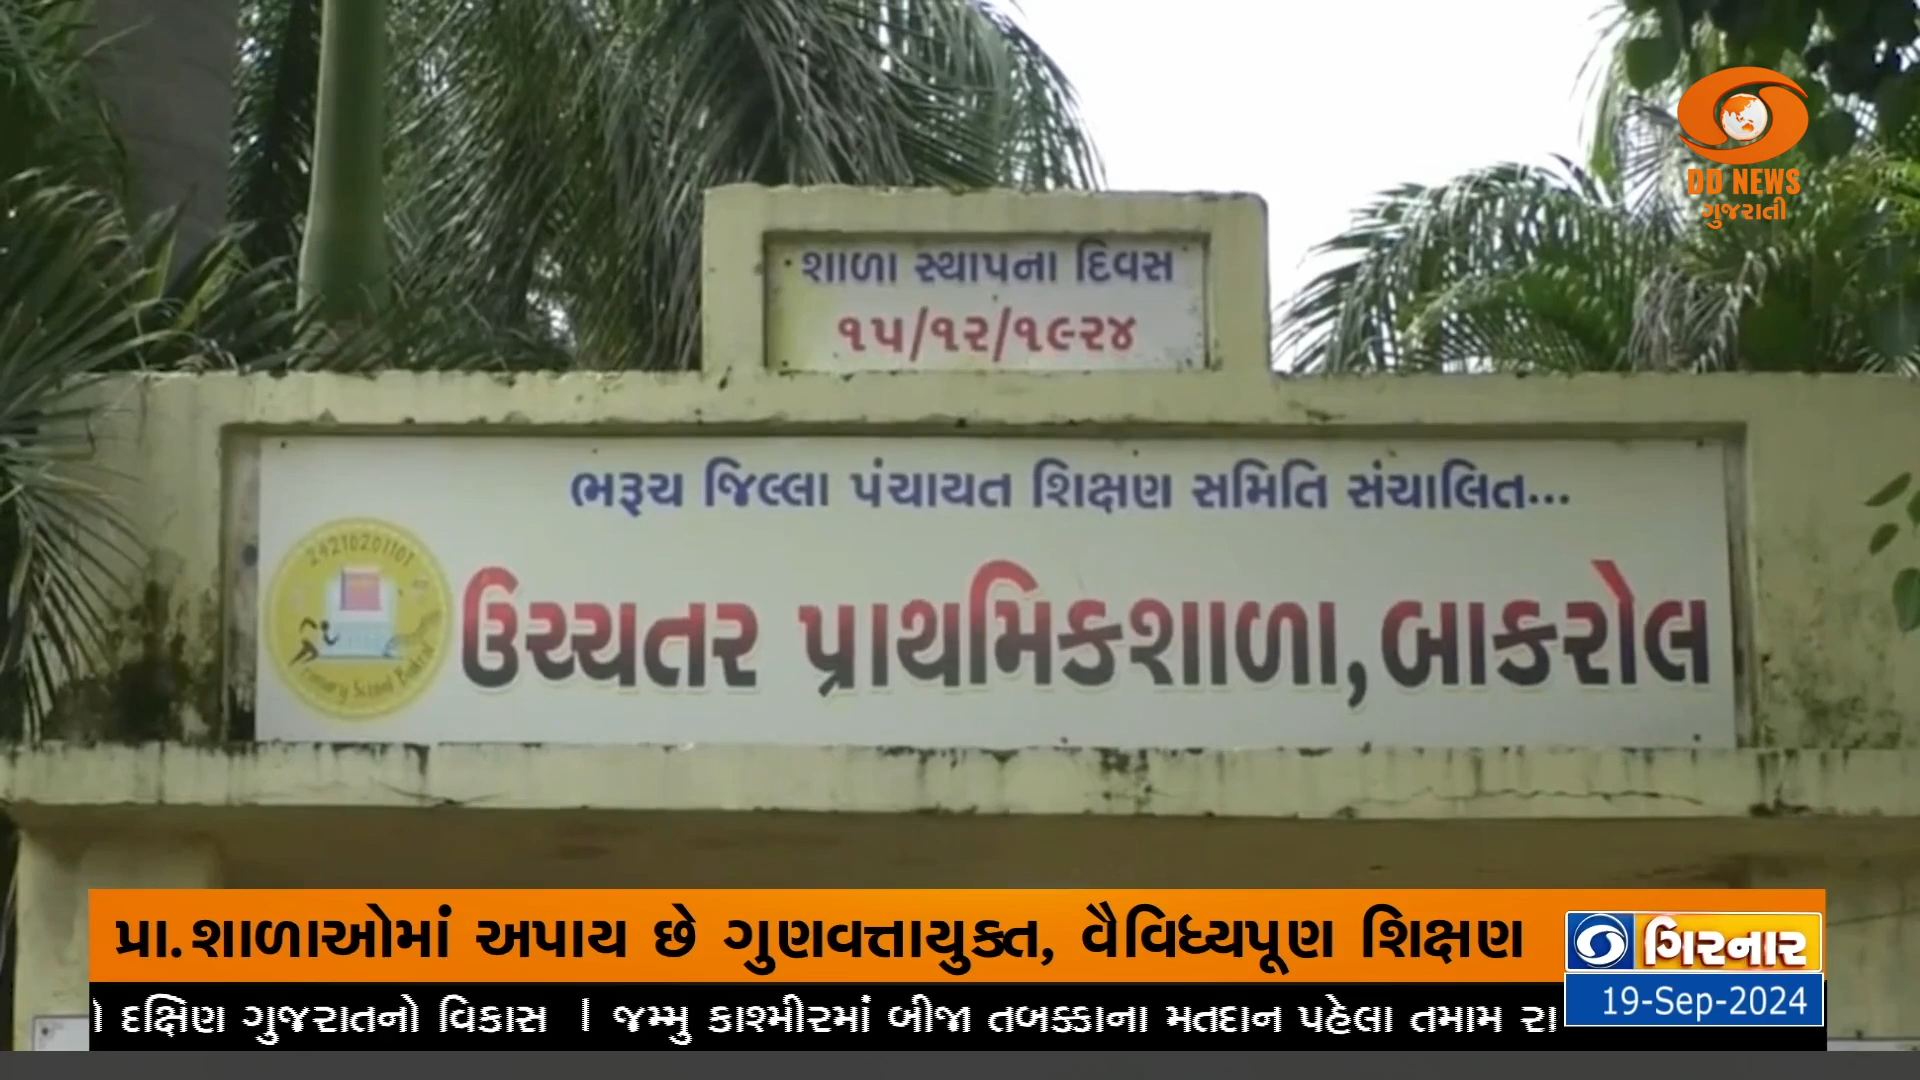 DD NEWS
ગુજરાતી
શાળા સ્થાપના દિવસ
૧૫/૧૨/૧૯૨૪
ભરૂચ જિલ્લા પંચાયત શિક્ષણ સમિતિ સંચાલિત...
24210201101
ઉચ્ચતર પ્રાથમિકશાળા, બાકરોલ
પ્રા.શાળાઓમાં અપાય છે ગુણવત્તાયુક્ત, વૈવિધ્યપૂણ શિક્ષણ
ગિરનાર
દક્ષિણ ગુજરાતનો વિકાસ | જમ્મુ કાશ્મીરમાં બીજા તબક્કાના મતદાન પહેલા તમામ રા
19-Sep-2024